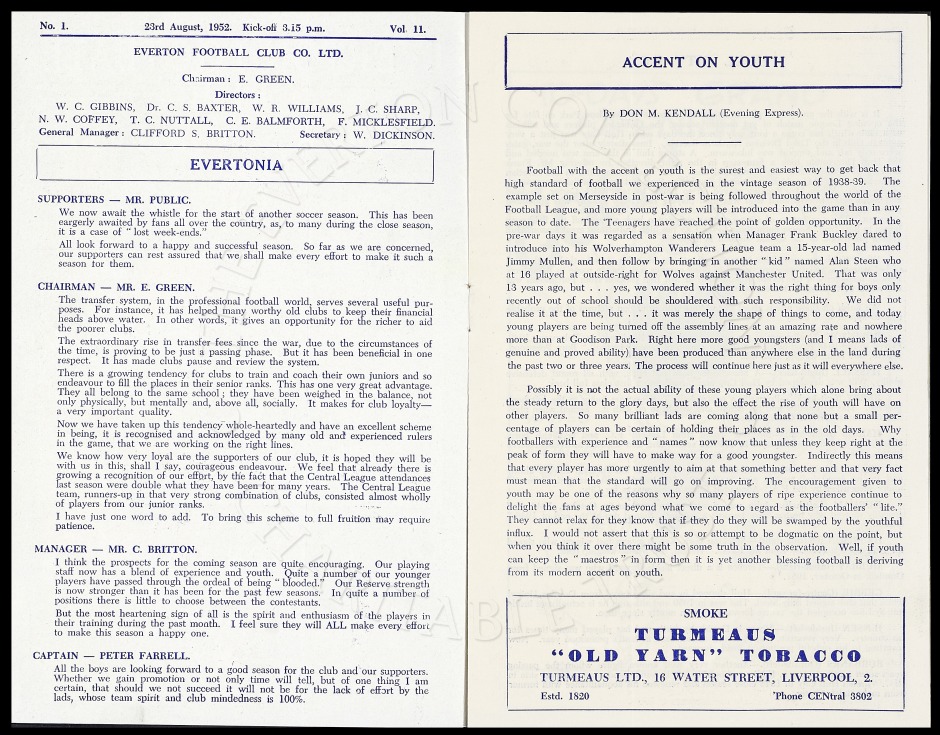 No. 1. 23rd August, 1952. Kick-off 3.15 p.m. Vol. 11.
EVERTON FOOTBALL CLUB CO. LTD.
Chairman: E. GREEN.
Directors:
W. C. GIBBINS, Dr. C. S. BAXTER, W. R. WILLIAMS, J. C. SHARP,
N. W. COFFEY, T. C. NUTTALL, C. E. BALMFORTH, F. MICKLESFIELD.
General Manager: CLIFFORD S. BRITTON. Secretary: W. DICKINSON.
EVERTONIA
SUPPORTERS — MR. PUBLIC.
We now await the whistle for the start of another soccer season. This has been
eargerly awaited by fans all over the country, as, to many during the close season,
it is a case of "lost week-ends."
All look forward to a happy and successful season. So far as we are concerned,
our supporters can rest assured that we shall make every effort to make it such a
season for them.
CHAIRMAN — MR. E. GREEN.
The transfer system, in the professional football world, serves several useful pur-
poses. For instance, it has helped many worthy old clubs to keep their financial
heads above water. In other words, it gives an opportunity for the richer to aid
the poorer clubs.
The extraordinary rise in transfer fees since the war, due to the circumstances of
the time, is proving to be just a passing phase. But it has been beneficial in one
respect. It has made clubs pause and review the system.
There is a growing tendency for clubs to train and coach their own juniors and so
endeavour to fill the places in their senior ranks. This has one very great advantage.
They all belong to the same school; they have been weighed in the balance, not
only physically, but mentally and, above all, socially. It makes for club loyalty—
a very important quality.
Now we have taken up this tendency whole-heartedly and have an excellent scheme
in being, it is recognised and acknowledged by many old and experienced rulers
in the game, that we are working on the right lines.
We know how very loyal are the supporters of our club, it is hoped they will be
with us in this, shall I say, courageous endeavour. We feel that already there is
growing a recognition of our effort, by the fact that the Central League attendances
last season were double what they have been for many years. The Central League
team, runners-up in that very strong combination of clubs, consisted almost wholly
of players from our junior ranks.
I have just one word to add. To bring this scheme to full fruition may require
patience.
MANAGER — MR. C. BRITTON.
I think the prospects for the coming season are quite encouraging. Our playing
staff now has a blend of experience and youth. Quite a number of our younger
players have passed through the ordeal of being "blooded." Our Reserve strength
is now stronger than it has been for the past few seasons. In quite a number of
positions there is little to choose between the contestants.
But the most heartening sign of all is the spirit and enthusiasm of the players in
their training during the past month. I feel sure they will ALL make every effort
to make this season a happy one.
CAPTAIN — PETER FARRELL.
All the boys are looking forward to a good season for the club and our supporters.
Whether we gain promotion or not only time will tell, but of one thing I am
certain, that should we not succeed it will not be for the lack of effort by the
lads, whose team spirit and club mindedness is 100%.
ACCENT ON YOUTH
By DON M. KENDALL (Evening Express).
Football with the accent on youth is the surest and easiest way to get back that
high standard of football we experienced in the vintage season of 1938-39. The
example set on Merseyside in post-war is being followed throughout the world of the
Football League, and more young players will be introduced into the game than in any
season to date. The 'Teenagers have reached the point of golden opportunity. In the
pre-war days it was regarded as a sensation when Manager Frank Buckley dared to
introduce into his Wolverhampton Wanderers League team a 15-year-old lad named
Jimmy Mullen, and then follow by bringing in another "kid" named Alan Steen who
at 16 played at outside-right for Wolves against Manchester United. That was only
13 years ago, but . . . yes, we wondered whether it was the right thing for boys only
recently out of school should be shouldered with such responsibility. We did not
realise it at the time, but . . . it was merely the shape of things to come, and today
young players are being turned off the assembly lines at an amazing rate and nowhere
more than at Goodison Park. Right here more good youngsters (and I means lads of
genuine and proved ability) have been produced than anywhere else in the land during
the past two or three years. The process will continue here just as it will everywhere else.
Possibly it is not the actual ability of these young players which alone bring about
the steady return to the glory days, but also the effect the rise of youth will have on
other players. So many brilliant lads are coming along that none but a small per-
centage of players can be certain of holding their places as in the old days. Why
footballers with experience and "names" now know that unless they keep right at the
peak of form they will have to make way for a good youngster. Indirectly this means
that every player has more urgently to aim at that something better and that very fact
must mean that the standard will go on improving. The encouragement given to
youth may be one of the reasons why so many players of ripe experience continue to
delight the fans at ages beyond what we come to regard as the footballers' "life."
They cannot relax for they know that if they do they will be swamped by the youthful
influx. I would not assert that this is so or attempt to be dogmatic on the point, but
when you think it over there might be some truth in the observation. Well, if youth
can keep the "maestros" in form then it is yet another blessing football is deriving
from its modern accent on youth.
SMOKE
TURMEAUS
"OLD YARN" TOBACCO
TURMEAUS LTD., 16 WATER STREET, LIVERPOOL, 2.
Estd. 1820 'Phone CENtral 3802